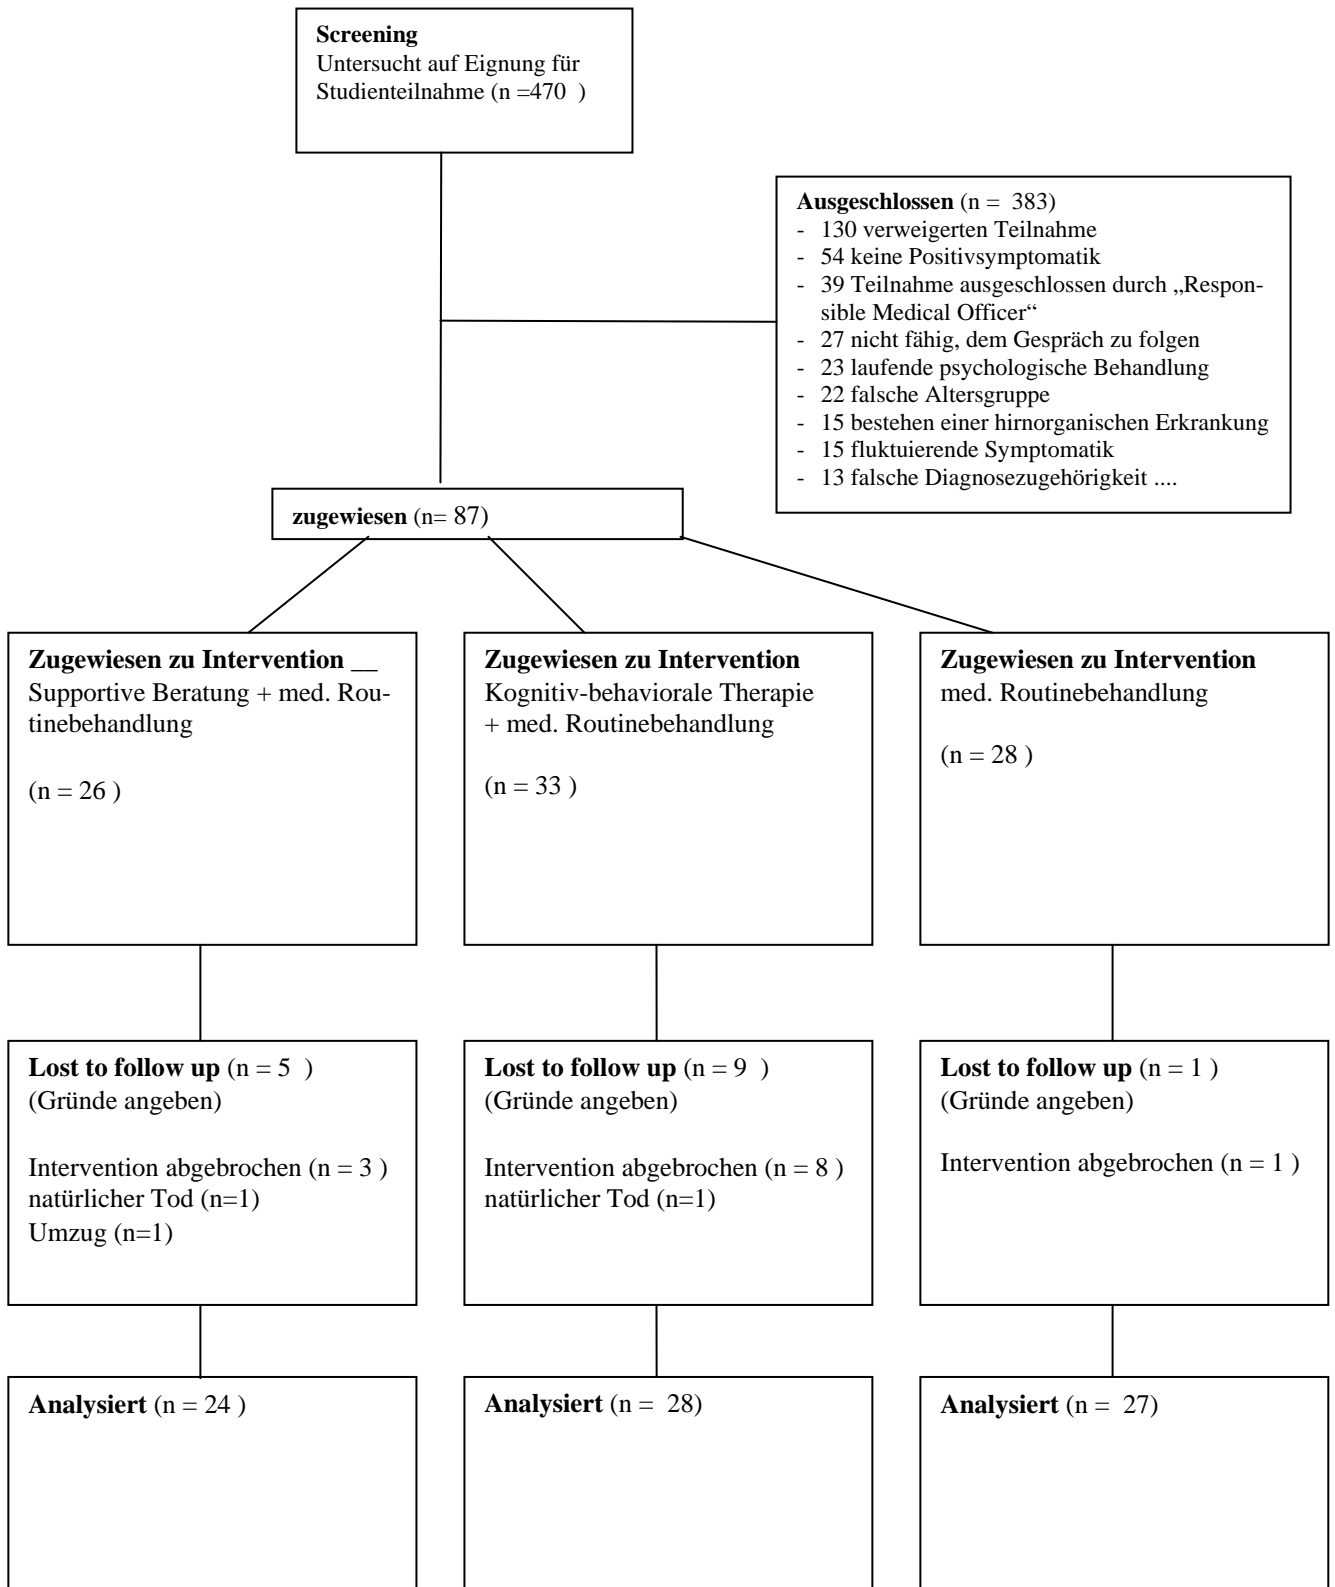 Screening
Untersucht auf Eignung für
Studienteilnahme (n =470  )
Ausgeschlossen (n =  383)
- 130 verweigerten Teilnahme
- 54 keine Positivsymptomatik
- 39 Teilnahme ausgeschlossen durch „Respon-
sible Medical Officer“
- 27 nicht fähig, dem Gespräch zu folgen
- 23 laufende psychologische Behandlung
- 22 falsche Altersgruppe
- 15 bestehen einer hirnorganischen Erkrankung
- 15 fluktuierende Symptomatik
- 13 falsche Diagnosezugehörigkeit ....
zugewiesen (n= 87)
Zugewiesen zu Intervention __
Supportive Beratung + med. Rou-
tinebehandlung
(n = 26 )
Zugewiesen zu Intervention
Kognitiv-behaviorale Therapie
+ med. Routinebehandlung
(n = 33 )
Zugewiesen zu Intervention
med. Routinebehandlung
(n = 28 )
Lost to follow up (n = 5  )
(Gründe angeben)
Intervention abgebrochen (n = 3 )
natürlicher Tod (n=1)
Umzug (n=1)
Lost to follow up (n = 9  )
(Gründe angeben)
Intervention abgebrochen (n = 8 )
natürlicher Tod (n=1)
Lost to follow up (n = 1 )
(Gründe angeben)
Intervention abgebrochen (n = 1 )
Analysiert (n = 24 )
Analysiert (n =  28)
Analysiert (n =  27)